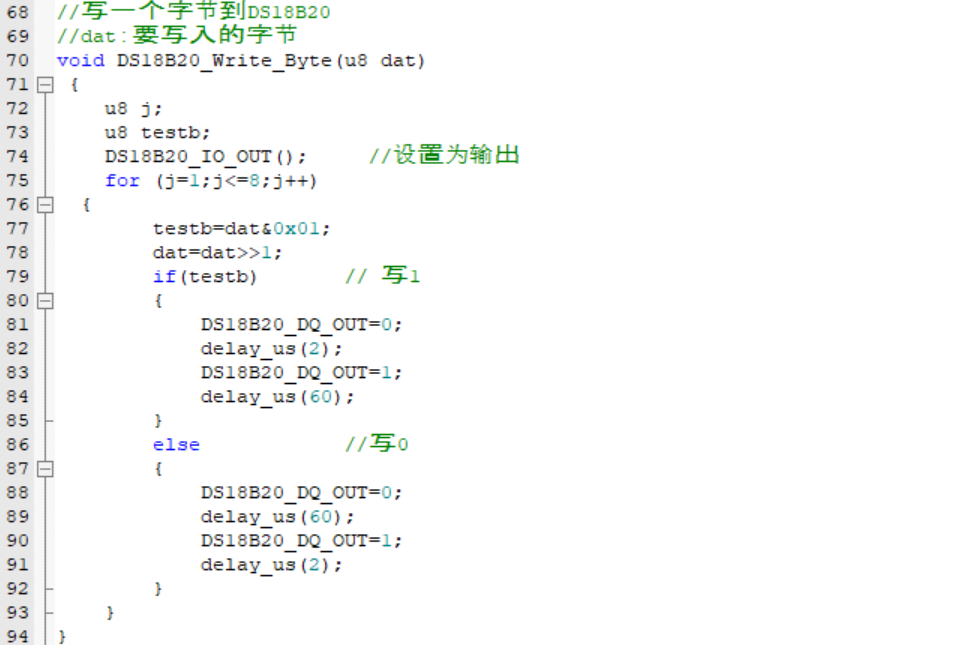 68 //写一个字节到DS18B20
69 //dat:要写入的字节
70 void DS18B20_Write_Byte(u8 dat)
71 {
72 u8 j;
73 u8 testb;
74 DS18B20_IO_OUT(); //设置为输出
75 for (j=1;j<=8;j++)
76 {
77 testb=dat&0x01;
78 dat=dat>>1;
79 if(testb) // 写1
80 {
81 DS18B20_DQ_OUT=0;
82 delay_us(2);
83 DS18B20_DQ_OUT=1;
84 delay_us(60);
85 }
86 else //写0
87 {
88 DS18B20_DQ_OUT=0;
89 delay_us(60);
90 DS18B20_DQ_OUT=1;
91 delay_us(2);
92 }
93 }
94 }